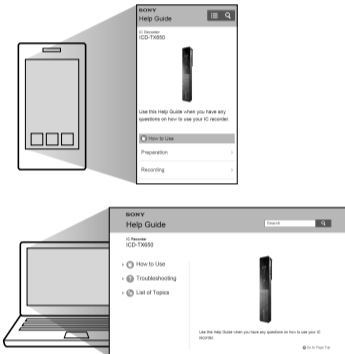 SONY
Help Guide
IC Recorder
ICD-TX650
Use this Help Guide when you have any
questions on how to use your IC recorder.
How to Use
Preparation
Recording
SONY
Help Guide
Search
IC Recorder
ICD-TX650
How to Use
Troubleshooting
List of Topics
Use this Help Guide when you have any questions on how to use your IC
recorder.
Go to Page Top